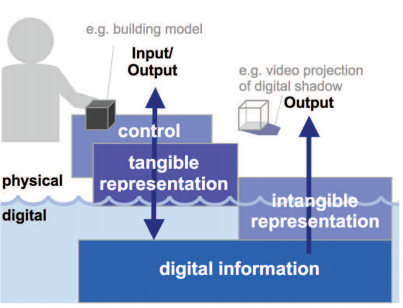 e.g. building model
Input/
Output
e.g. video projection
of digital shadow
Output
control
tangible
representation
physical
digital
intangible
representation
digital information